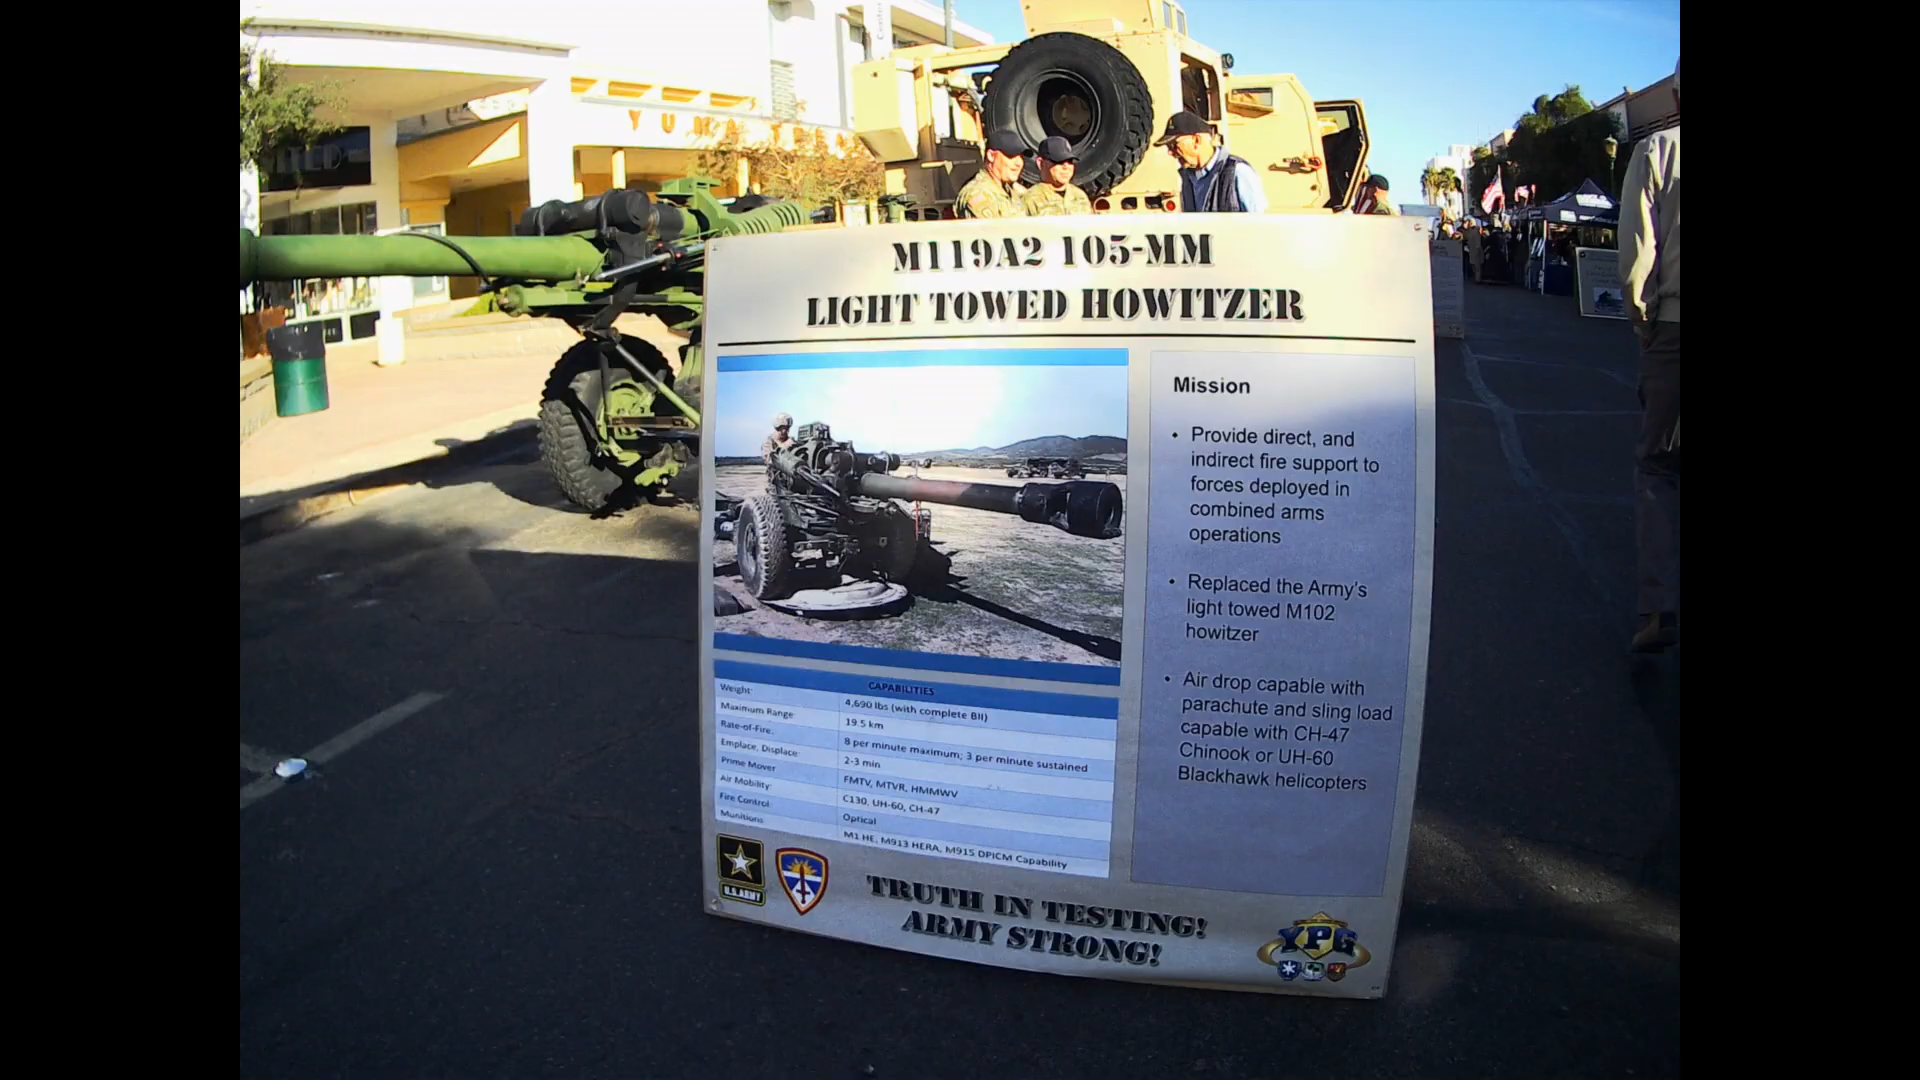 Center
YUMA
M119A2 105-MM
LIGHT TOWED HOWITZER
Mission
• Provide direct, and
indirect fire support to
forces deployed in
combined arms
operations
• Replaced the Army's
light towed M102
howitzer
• Air drop capable with
parachute and sling load
capable with CH-47
Chinook or UH-60
Blackhawk helicopters
CAPABILITIES
Weight: 4,690 lbs (with complete BII)
Maximum Range: 19.5 km
Rate-of-Fire: 8 per minute maximum; 3 per minute sustained
Emplace, Displace: 2-3 min
Prime Mover FMTV, MTVR, HMMWV
Air Mobility: C130, UH-60, CH-47
Fire Control: Optical
Munitions: M1 HE, M913 HERA, M915 DPICM Capability
U.S.ARMY
TRUTH IN TESTING!
ARMY STRONG!
YPG